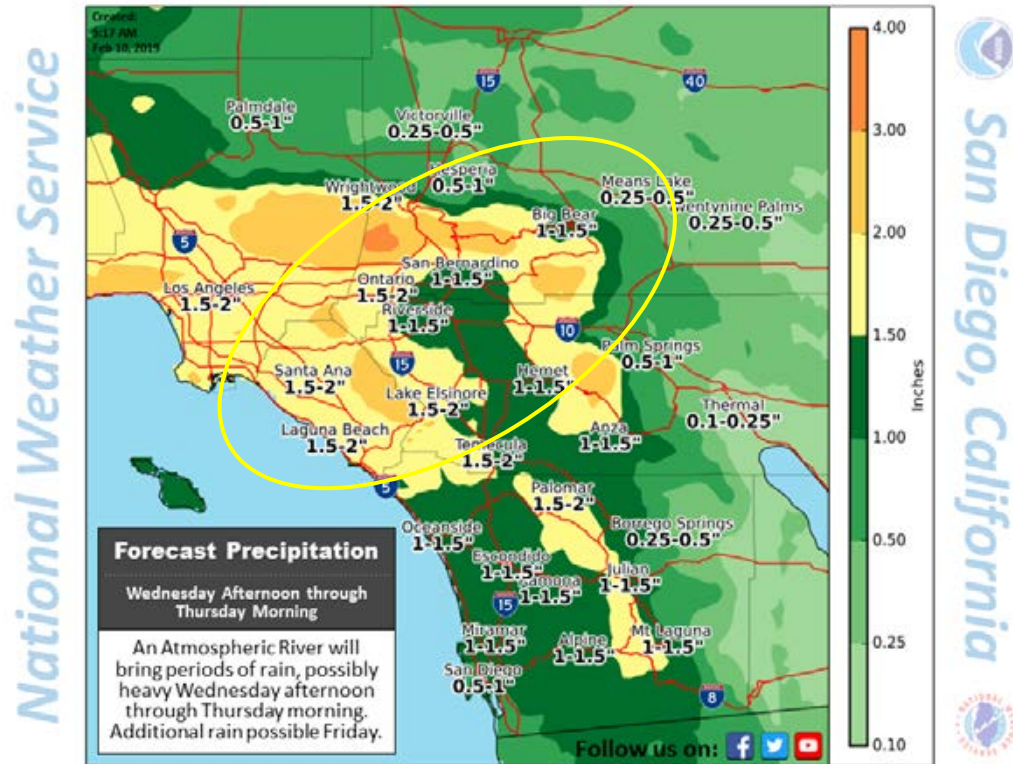 National Weather Service
Created:
5:17 AM
Feb 10, 2019
15
40
Palmdale
0.5-1"
Victorville
0.25-0.5"
Hesperia
0.5-1"
Wrightwood
1.5-2"
Means Lake
0.25-0.5"
Twentynine Palms
0.25-0.5"
Big Bear
1-1.5"
5
San Bernardino
1-1.5"
Ontario
1.5-2"
Los Angeles
1.5-2"
Riverside
1-1.5"
10
15
Palm Springs
0.5-1"
Santa Ana
1.5-2"
Hemet
1-1.5"
Lake Elsinore
1.5-2"
Thermal
0.1-0.25"
Laguna Beach
1.5-2"
Anza
1-1.5"
Temecula
1.5-2"
5
Palomar
1.5-2"
Oceanside
1-1.5"
Borrego Springs
0.25-0.5"
Escondido
1-1.5"
Ramona
1-1.5"
Julian
1-1.5"
15
Miramar
1-1.5"
Alpine
1-1.5"
Mt Laguna
1-1.5"
San Diego
0.5-1"
8
Forecast Precipitation
Wednesday Afternoon through
Thursday Morning
An Atmospheric River will
bring periods of rain, possibly
heavy Wednesday afternoon
through Thursday morning.
Additional rain possible Friday.
Follow us on:
4.00
3.00
2.00
1.50
1.00
0.50
0.25
0.10
Inches
San Diego, California